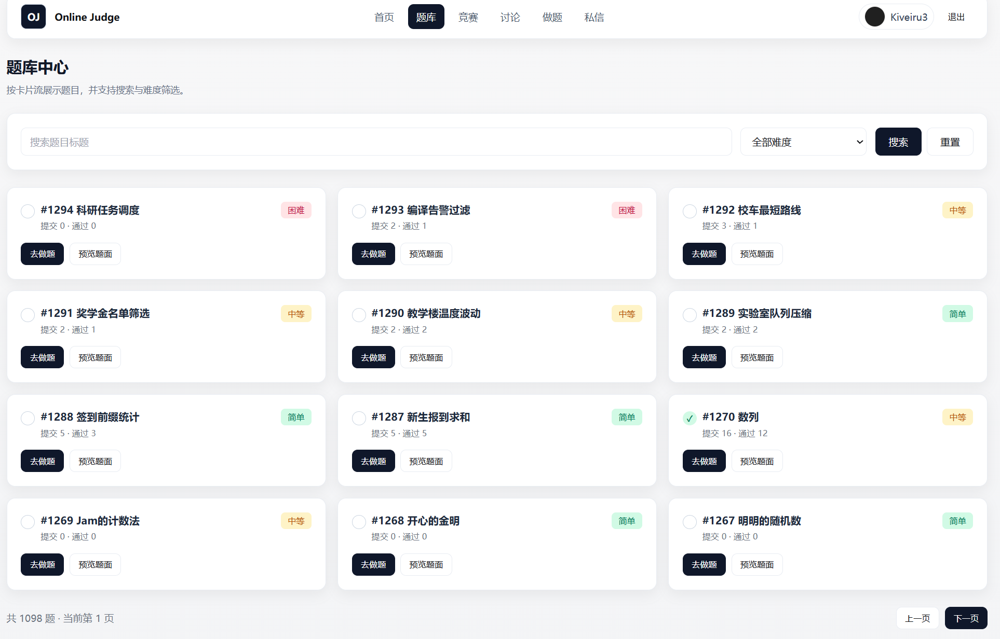 OJ Online Judge 首页 题库 竞赛 讨论 做题 私信 Kiveiru3 退出
题库中心
按卡片流展示题目，并支持搜索与难度筛选。
搜索题目标题 全部难度 搜索 重置
#1294 科研任务调度 困难
提交 0 · 通过 0
去做题 预览题面
#1293 编译告警过滤 困难
提交 2 · 通过 1
去做题 预览题面
#1292 校车最短路线 中等
提交 3 · 通过 1
去做题 预览题面
#1291 奖学金名单筛选 中等
提交 2 · 通过 1
去做题 预览题面
#1290 教学楼温度波动 中等
提交 2 · 通过 2
去做题 预览题面
#1289 实验室队列压缩 简单
提交 2 · 通过 2
去做题 预览题面
#1288 签到前缀统计 简单
提交 5 · 通过 3
去做题 预览题面
#1287 新生报到求和 简单
提交 5 · 通过 5
去做题 预览题面
#1270 数列 中等
提交 16 · 通过 12
去做题 预览题面
#1269 Jam的计数法 中等
提交 0 · 通过 0
去做题 预览题面
#1268 开心的金明 简单
提交 0 · 通过 0
去做题 预览题面
#1267 明明的随机数 简单
提交 0 · 通过 0
去做题 预览题面
共 1098 题 · 当前第 1 页 上一页 下一页